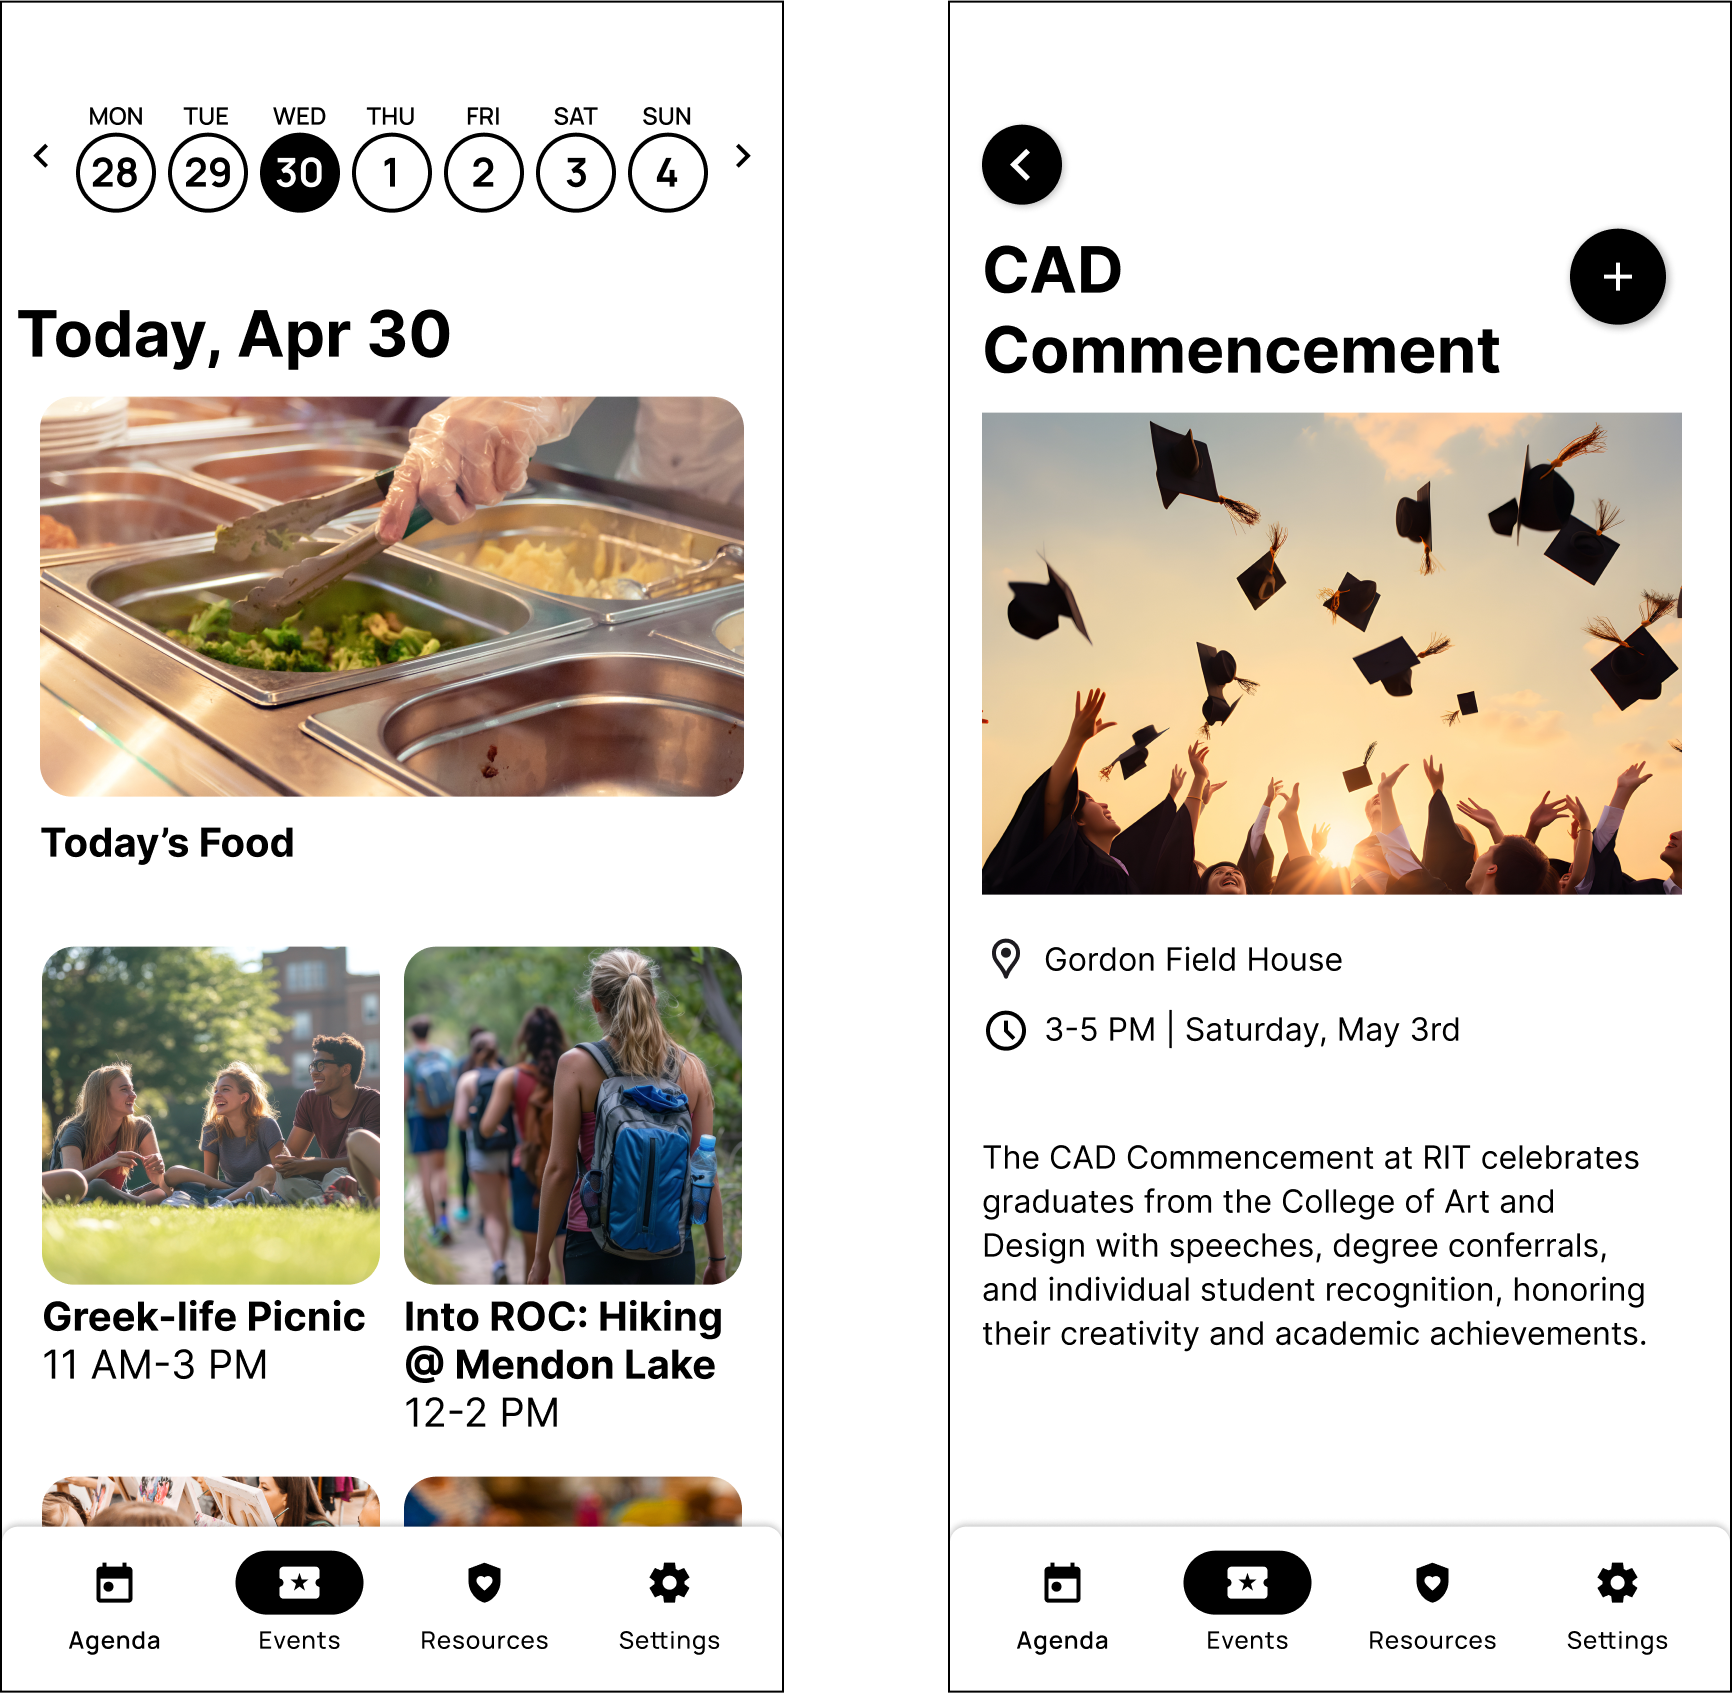 MON TUE WED THU FRI SAT SUN
28 29 30 1 2 3 4
Today, Apr 30
Today’s Food
Greek-life Picnic
11 AM-3 PM
Into ROC: Hiking
@ Mendon Lake
12-2 PM
Agenda Events Resources Settings
CAD
Commencement
Gordon Field House
3-5 PM | Saturday, May 3rd
The CAD Commencement at RIT celebrates
graduates from the College of Art and
Design with speeches, degree conferrals,
and individual student recognition, honoring
their creativity and academic achievements.
Agenda Events Resources Settings